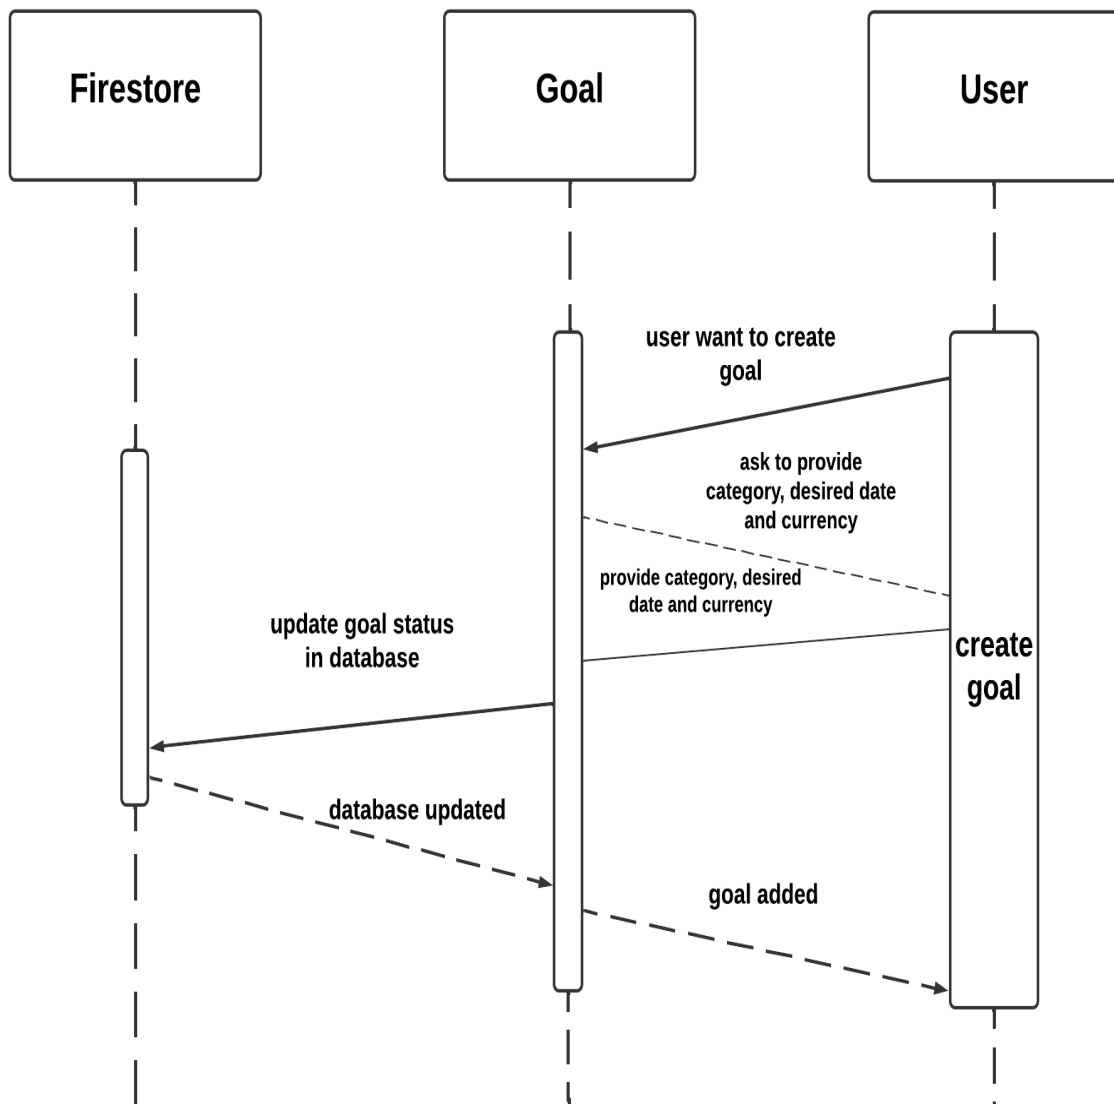 Firestore
Goal
User
user want to create
goal
ask to provide
category, desired date
and currency
provide category, desired
date and currency
update goal status
in database
create
goal
database updated
goal added